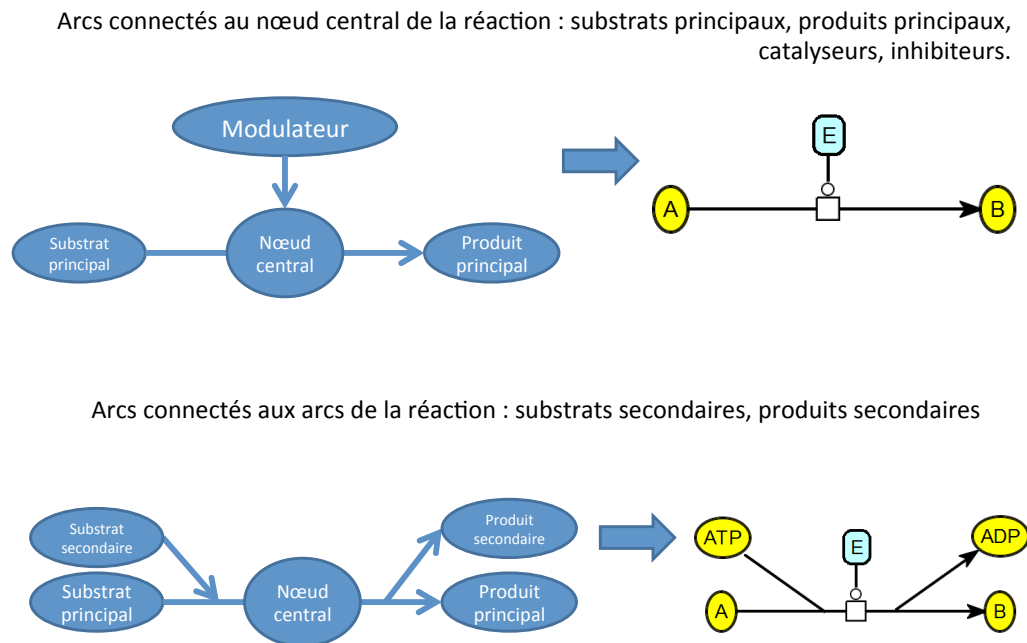 Arcs connectés au nœud central de la réaction : substrats principaux, produits principaux,
catalyseurs, inhibiteurs.
Modulateur
E
Substrat
principal
Nœud
central
Produit
principal
A
B
Arcs connectés aux arcs de la réaction : substrats secondaires, produits secondaires
Substrat
secondaire
Produit
secondaire
ATP
E
ADP
Substrat
principal
Nœud
central
Produit
principal
A
B